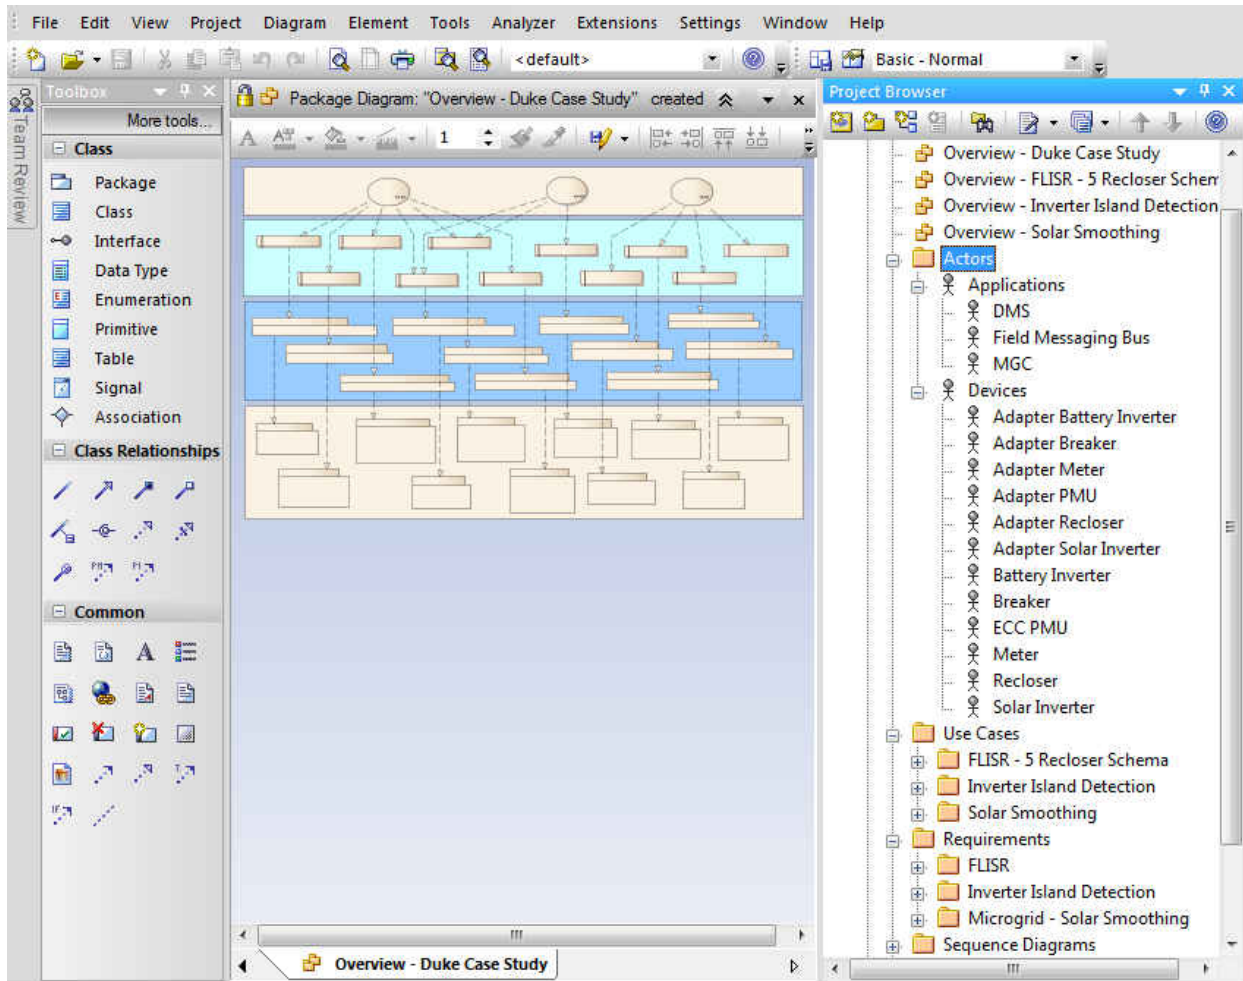 File Edit View Project Diagram Element Tools Analyzer Extensions Settings Window Help
<default>
Basic - Normal
Team Review
Toolbox
More tools...
Class
Package
Class
Interface
Data Type
Enumeration
Primitive
Table
Signal
Association
Class Relationships
Common
Package Diagram: "Overview - Duke Case Study" created
1
Overview - Duke Case Study
Project Browser
Overview - Duke Case Study
Overview - FLISR - 5 Recloser Schem
Overview - Inverter Island Detection
Overview - Solar Smoothing
Actors
Applications
DMS
Field Messaging Bus
MGC
Devices
Adapter Battery Inverter
Adapter Breaker
Adapter Meter
Adapter PMU
Adapter Recloser
Adapter Solar Inverter
Battery Inverter
Breaker
ECC PMU
Meter
Recloser
Solar Inverter
Use Cases
FLISR - 5 Recloser Schema
Inverter Island Detection
Solar Smoothing
Requirements
FLISR
Inverter Island Detection
Microgrid - Solar Smoothing
Sequence Diagrams